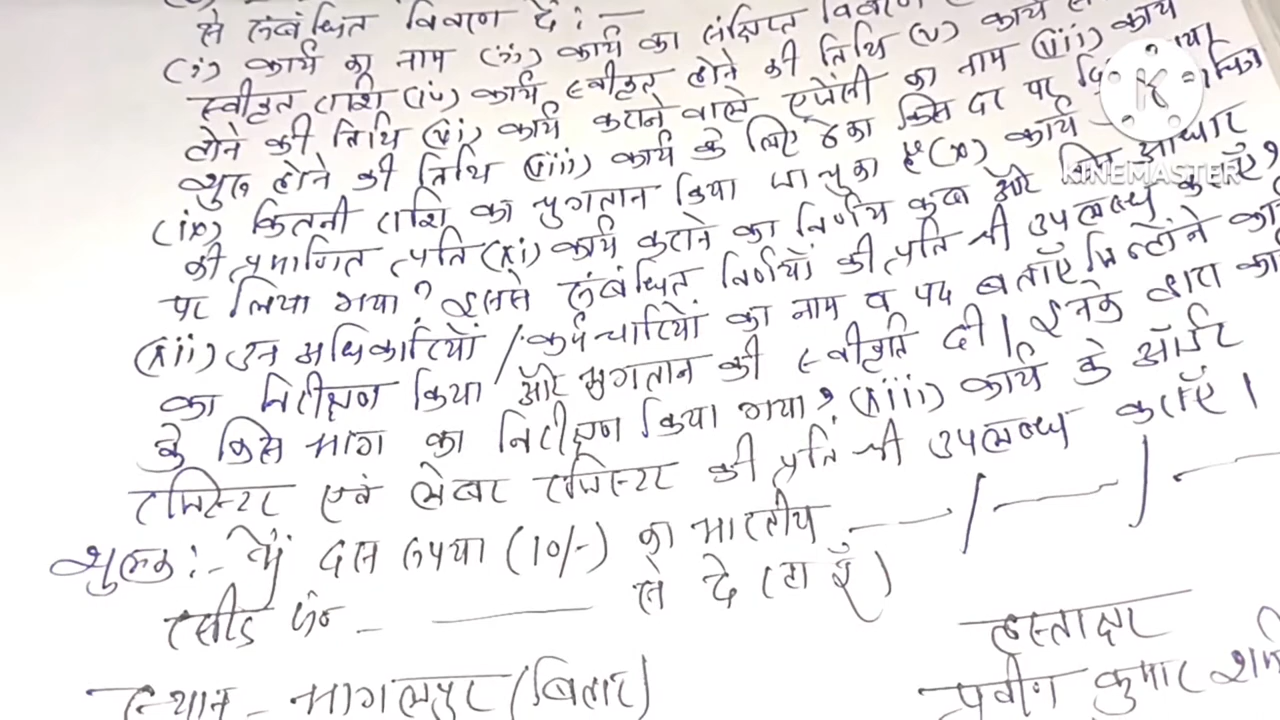 से संबंधित विवरण दें :—
(i) कार्य का नाम (ii) कार्य का संक्षिप्त विवरण
स्वीकृत राशि (iv) कार्य स्वीकृत होने की तिथि (v) कार्य
होने की तिथि (vi) कार्य कराने वाले एजेंसी का नाम (vii) कार्य
शुरू होने की तिथि (viii) कार्य के लिए ठेका किस दर पर
(ix) कितनी राशि का भुगतान किया जा चुका है (x) कार्य
की प्रमाणित प्रति (xi) कार्य कराने का निर्णय कब और किस आधार
पर लिया गया? इससे संबंधित निर्णयों की प्रति भी उपलब्ध कराएँ?
(xii) उन अधिकारियों/कर्मचारियों का नाम व पद बताएँ जिन्होंने
का निरीक्षण किया और भुगतान की स्वीकृति दी। इनके द्वारा
के किस भाग का निरीक्षण किया गया? (xiii) कार्य के ऑर्डर
रजिस्टर एवं लेबर रजिस्टर की प्रति भी उपलब्ध कराएँ।
शुल्क :- मैं दस रुपया (10/-) का भारतीय ——/——/——
रसीद —— से दे रहा हूँ)
हस्ताक्षर
स्थान - भागलपुर (बिहार)
प्रवीण कुमार
KINEMASTER